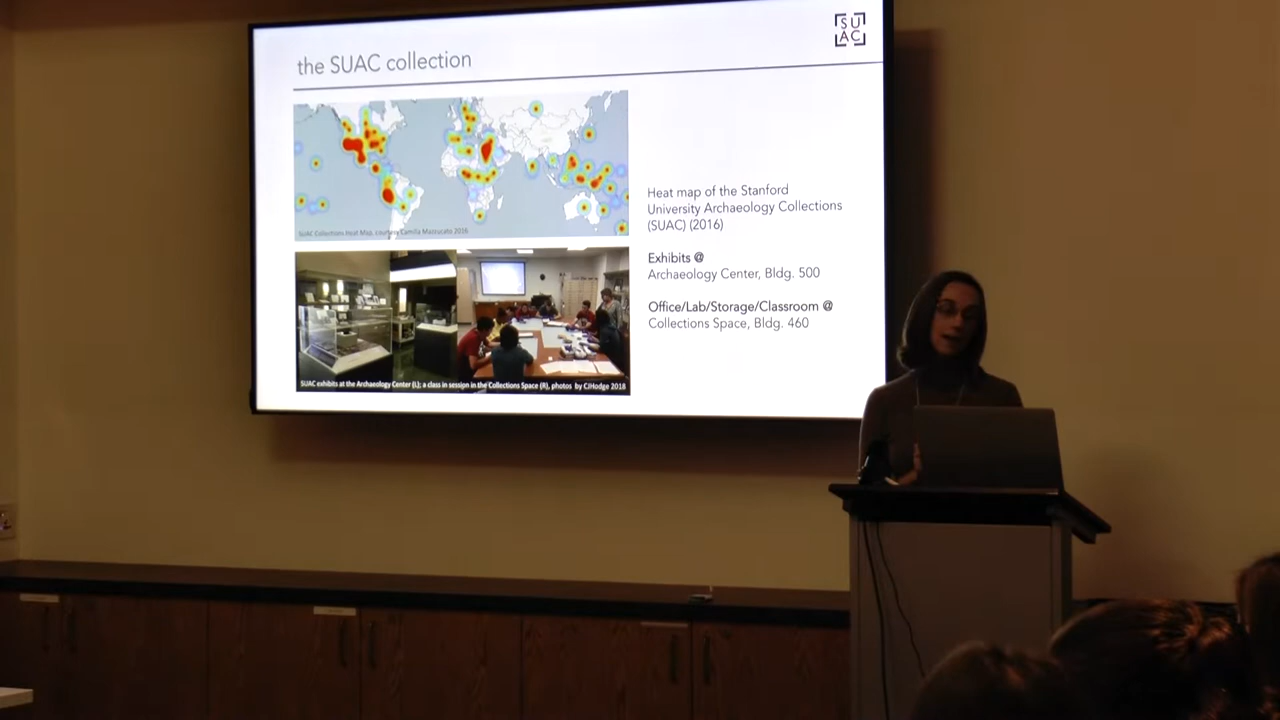 the SUAC collection
SU
AC
SUAC Collections Heat Map, courtesy Camilla Mazzucato 2016
Heat map of the Stanford
University Archaeology Collections
(SUAC) (2016)
Exhibits @
Archaeology Center, Bldg. 500
Office/Lab/Storage/Classroom @
Collections Space, Bldg. 460
SUAC exhibits at the Archaeology Center (L); a class in session in the Collections Space (R), photos by CJHodge 2018